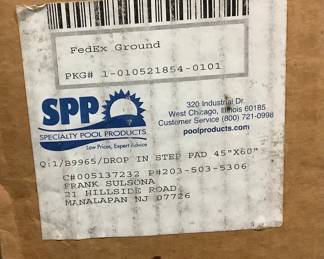 FedEx Ground
PKG# 1-010521854-0101
SPP
SPECIALTY POOL PRODUCTS
Low Prices, Expert Advice
320 Industrial Dr.
West Chicago, Illinois 60185
Customer Service (800) 721-0998
poolproducts.com
Q:1/89965/DROP IN STEP PAD 45"X60"
C#005137232 P#203-503-5306
FRANK SULSONA
21 HILLSIDE ROAD
MANALAPAN NJ 07726